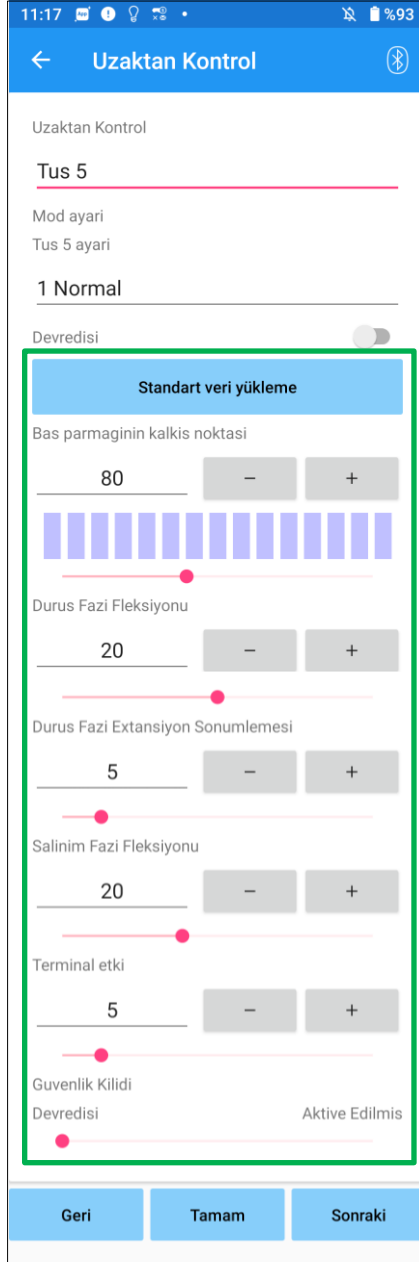 11:17 %93
Uzaktan Kontrol
Uzaktan Kontrol
Tus 5
Mod ayari
Tus 5 ayari
1 Normal
Devredisi
Standart veri yükleme
Bas parmaginin kalkis noktasi
80 − +
Durus Fazi Fleksiyonu
20 − +
Durus Fazi Extansiyon Sonumlemesi
5 − +
Salinim Fazi Fleksiyonu
20 − +
Terminal etki
5 − +
Guvenlik Kilidi
Devredisi Aktive Edilmis
Geri Tamam Sonraki